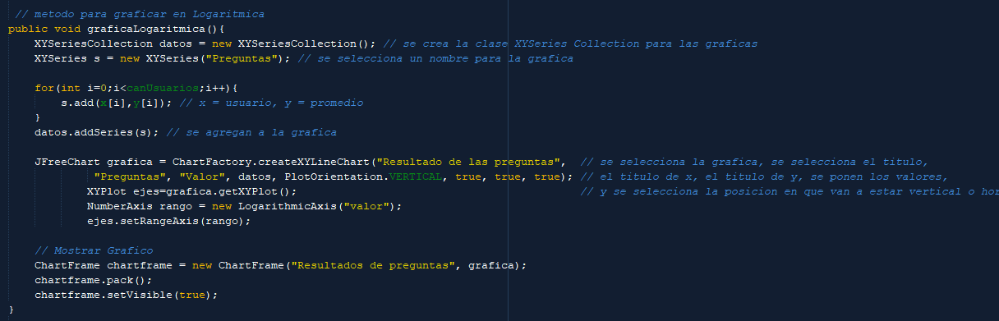 // metodo para graficar en Logaritmica
public void graficaLogaritmica(){
XYSeriesCollection datos = new XYSeriesCollection(); // se crea la clase XYSeries Collection para las graficas
XYSeries s = new XYSeries("Preguntas"); // se selecciona un nombre para la grafica
for(int i=0;i<canUsuarios;i++){
s.add(x[i],y[i]); // x = usuario, y = promedio
}
datos.addSeries(s); // se agregan a la grafica
JFreeChart grafica = ChartFactory.createXYLineChart("Resultado de las preguntas", // se selecciona la grafica, se selecciona el titulo,
"Preguntas", "Valor", datos, PlotOrientation.VERTICAL, true, true, true); // el titulo de x, el titulo de y, se ponen los valores,
XYPlot ejes=grafica.getXYPlot(); // y se selecciona la posicion en que van a estar vertical o hor
NumberAxis rango = new LogarithmicAxis("valor");
ejes.setRangeAxis(rango);
// Mostrar Grafico
ChartFrame chartframe = new ChartFrame("Resultados de preguntas", grafica);
chartframe.pack();
chartframe.setVisible(true);
}